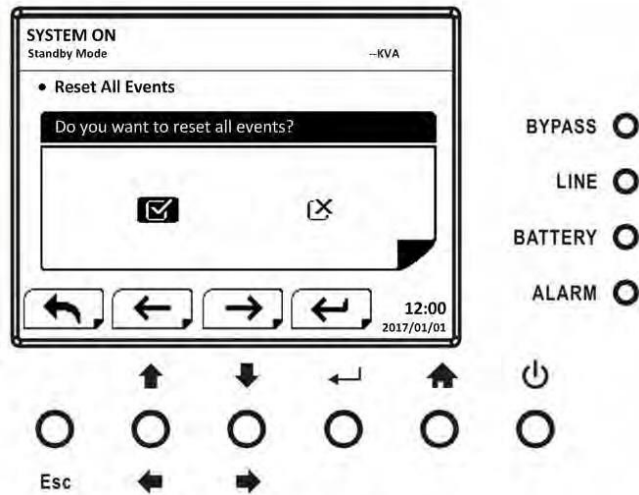 SYSTEM ON
Standby Mode --KVA
• Reset All Events
Do you want to reset all events?
12:00
2017/01/01
BYPASS
LINE
BATTERY
ALARM
Esc